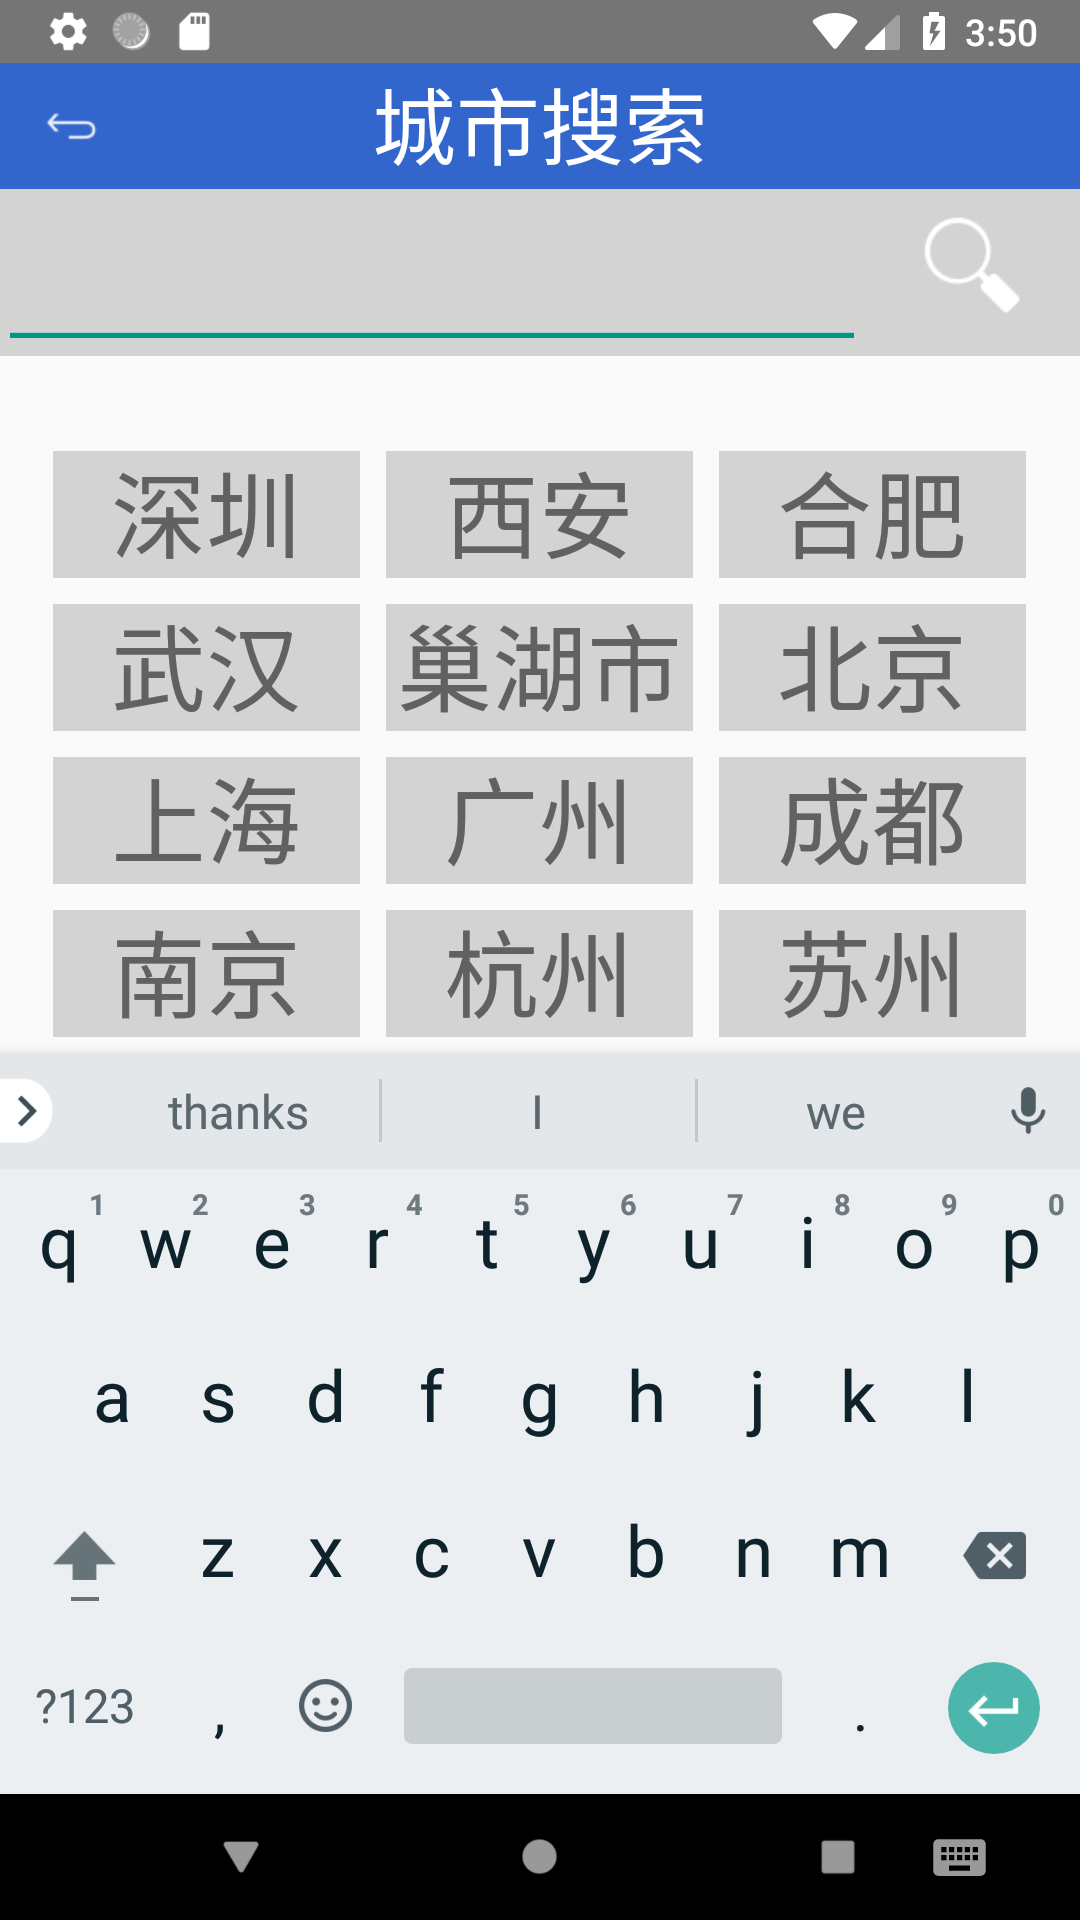 3:50
城市搜索
深圳 西安 合肥
武汉 巢湖市 北京
上海 广州 成都
南京 杭州 苏州
thanks I we
1 2 3 4 5 6 7 8 9 0
q w e r t y u i o p
a s d f g h j k l
z x c v b n m
?123 , .